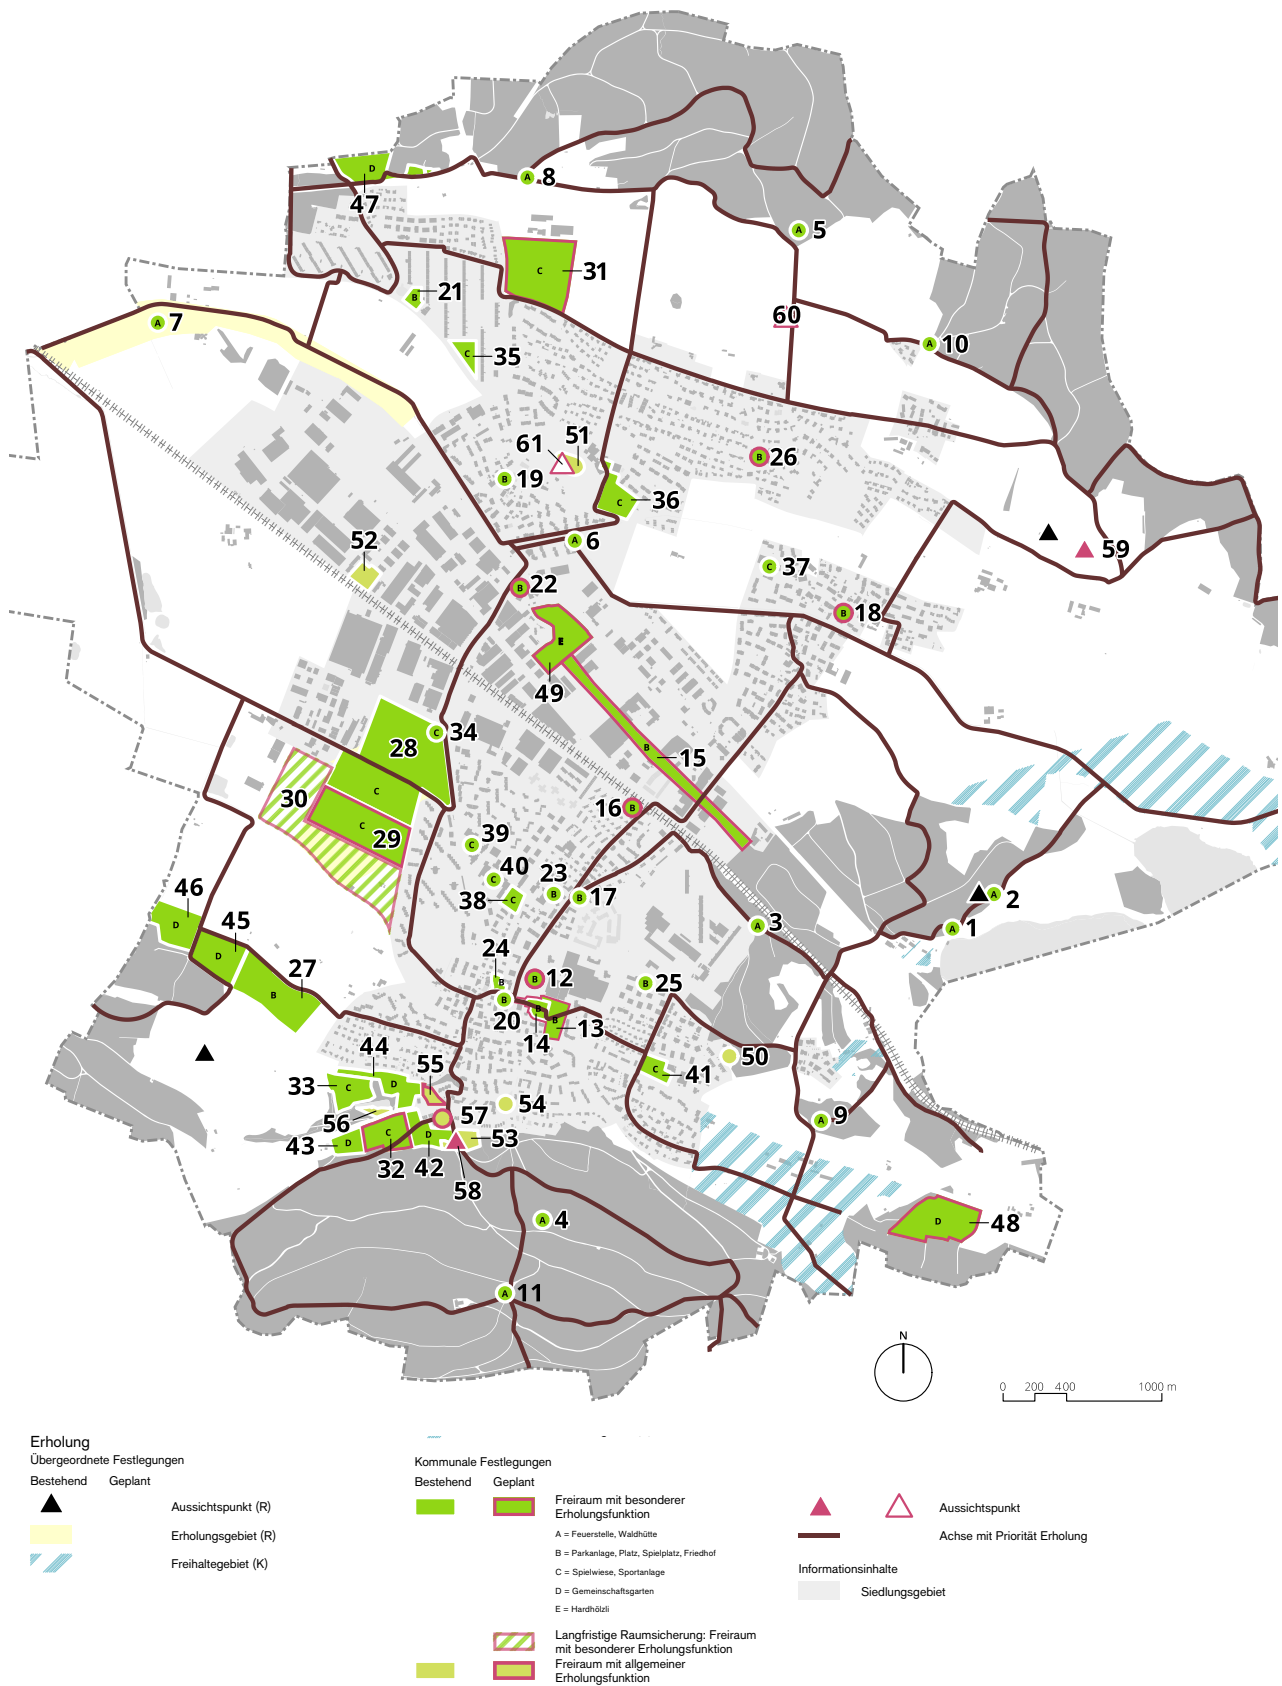 D
47
A 8
A 5
C 31
B 21
60
A 7
A 10
C 35
61 51
B 26
B 19
C 36
52
A 6
59
C 37
B 22
B 18
E
49
C 34
28
B 15
30
C
16 B
C 29
39
C
40 23
C
38 C
B
B 17
46
D
45
D
A 2
A 1
A 3
27
B
24
B
B 12
B 25
B
20
B
B 13
14
44
55
50
33 C
D
C 41
56
57
54
A 9
43 D
C
D
53
32 42
58
A 4
D 48
A 11
N
0 200 400 1000 m
Erholung
Übergeordnete Festlegungen
Bestehend Geplant
Aussichtspunkt (R)
Erholungsgebiet (R)
Freihaltegebiet (K)
Kommunale Festlegungen
Bestehend Geplant
Freiraum mit besonderer
Erholungsfunktion
A = Feuerstelle, Waldhütte
B = Parkanlage, Platz, Spielplatz, Friedhof
C = Spielwiese, Sportanlage
D = Gemeinschaftsgarten
E = Hardhölzli
Langfristige Raumsicherung: Freiraum
mit besonderer Erholungsfunktion
Freiraum mit allgemeiner
Erholungsfunktion
Aussichtspunkt
Achse mit Priorität Erholung
Informationsinhalte
Siedlungsgebiet